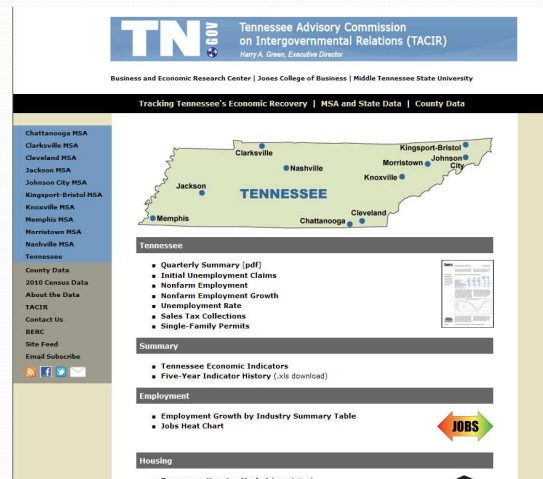 TN.GOV
Tennessee Advisory Commission
on Intergovernmental Relations (TACIR)
Harry A. Green, Executive Director
Business and Economic Research Center | Jones College of Business | Middle Tennessee State University
Tracking Tennessee's Economic Recovery | MSA and State Data | County Data
Chattanooga MSA
Clarksville MSA
Cleveland MSA
Jackson MSA
Johnson City MSA
Kingsport-Bristol MSA
Knoxville MSA
Memphis MSA
Morristown MSA
Nashville MSA
Tennessee
County Data
2010 Census Data
About the Data
TACIR
Contact Us
BERC
Site Feed
Email Subscribe
Clarksville
Kingsport-Bristol
Nashville
Morristown
Johnson
City
Knoxville
Jackson
TENNESSEE
Memphis
Cleveland
Chattanooga
Tennessee
Quarterly Summary [pdf]
Initial Unemployment Claims
Nonfarm Employment
Nonfarm Employment Growth
Unemployment Rate
Sales Tax Collections
Single-Family Permits
Summary
Tennessee Economic Indicators
Five-Year Indicator History (.xls download)
Employment
Employment Growth by Industry Summary Table
Jobs Heat Chart
JOBS
Housing